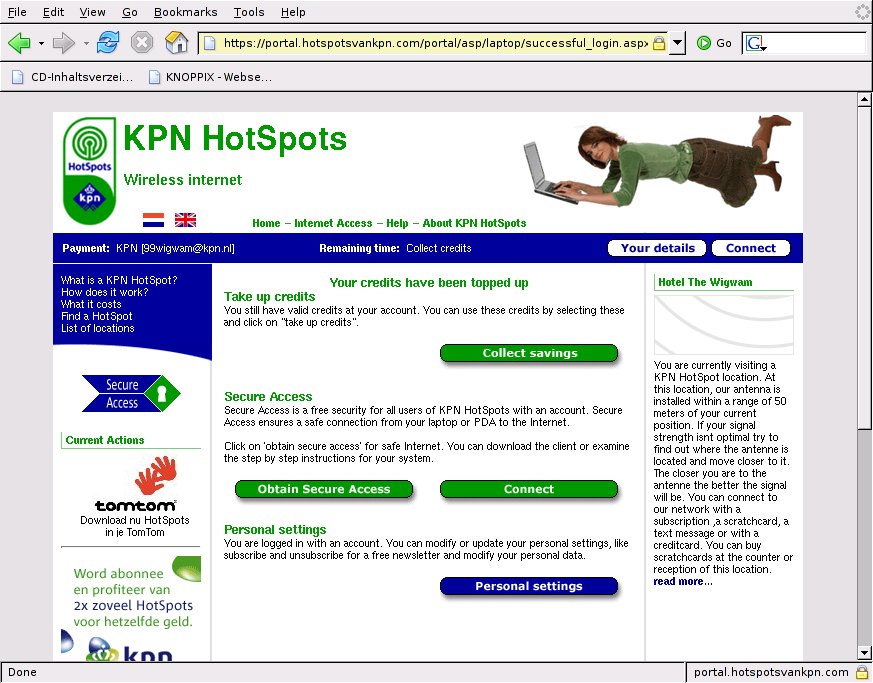 File Edit View Go Bookmarks Tools Help
https://portal.hotspotsvankpn.com/portal/asp/laptop/successful_login.asp
Go
G
CD-Inhaltsverzei... KNOPPIX - Webse...
HotSpots
kpn
KPN HotSpots
Wireless internet
Home – Internet Access – Help – About KPN HotSpots
Payment: KPN [99wigwam@kpn.nl] Remaining time: Collect credits Your details Connect
What is a KPN HotSpot?
How does it work?
What it costs
Find a HotSpot
List of locations
Secure
Access
Current Actions
tomtom
Download nu HotSpots
in je TomTom
Word abonnee
en profiteer van
2x zoveel HotSpots
voor hetzelfde geld.
kpn
Your credits have been topped up
Take up credits
You still have valid credits at your account. You can use these credits by selecting these
and click on "take up credits".
Collect savings
Secure Access
Secure Access is a free security for all users of KPN HotSpots with an account. Secure
Access ensures a safe connection from your laptop or PDA to the Internet.
Click on 'obtain secure access' for safe Internet. You can download the client or examine
the step by step instructions for your system.
Obtain Secure Access Connect
Personal settings
You are logged in with an account. You can modify or update your personal settings, like
subscribe and unsubscribe for a free newsletter and modify your personal data.
Personal settings
Hotel The Wigwam
You are currently visiting a
KPN HotSpot location. At
this location, our antenna is
installed within a range of 50
meters of your current
position. If your signal
strength isnt optimal try to
find out where the antenne is
located and move closer to it.
The closer you are to the
antenne the better the signal
will be. You can connect to
our network with a
subscription ,a scratchcard, a
text message or with a
creditcard. You can buy
scratchcards at the counter or
reception of this location.
read more...
Done portal.hotspotsvankpn.com